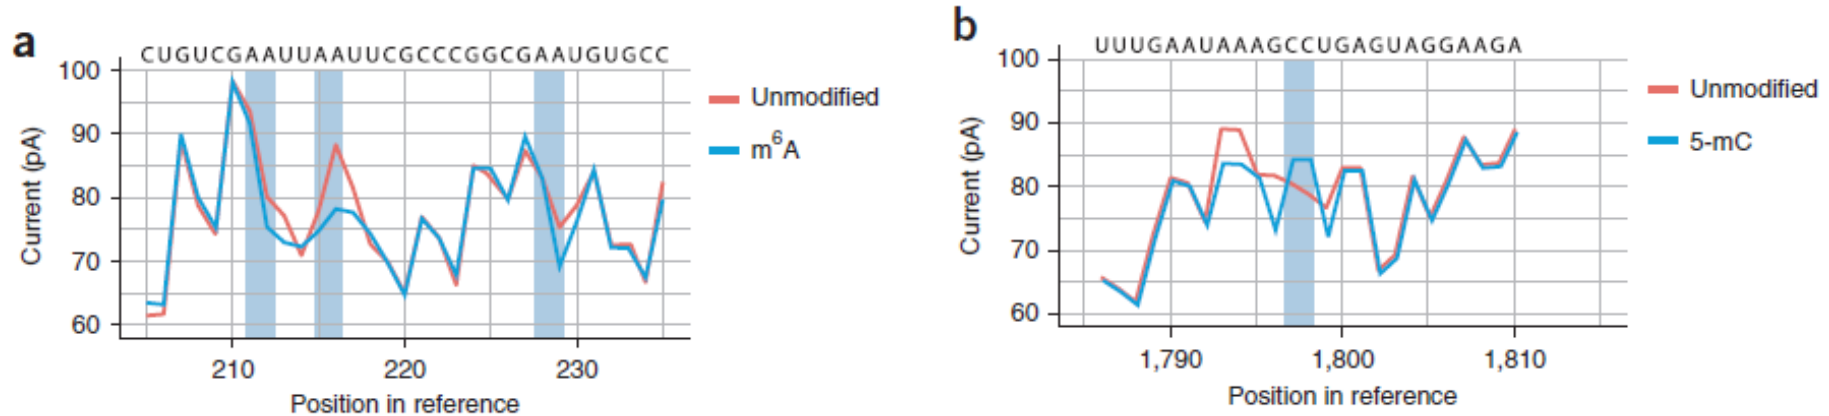 a
CUGUCGAAUUAAUUCGCCCGGCGAAUGUGCC
100
90
80
70
60
Current (pA)
210 220 230
Position in reference
Unmodified
m⁶A
b
UUUGAAUAAAGCCUGAGUAGGAAGA
100
90
80
70
60
Current (pA)
1,790 1,800 1,810
Position in reference
Unmodified
5-mC